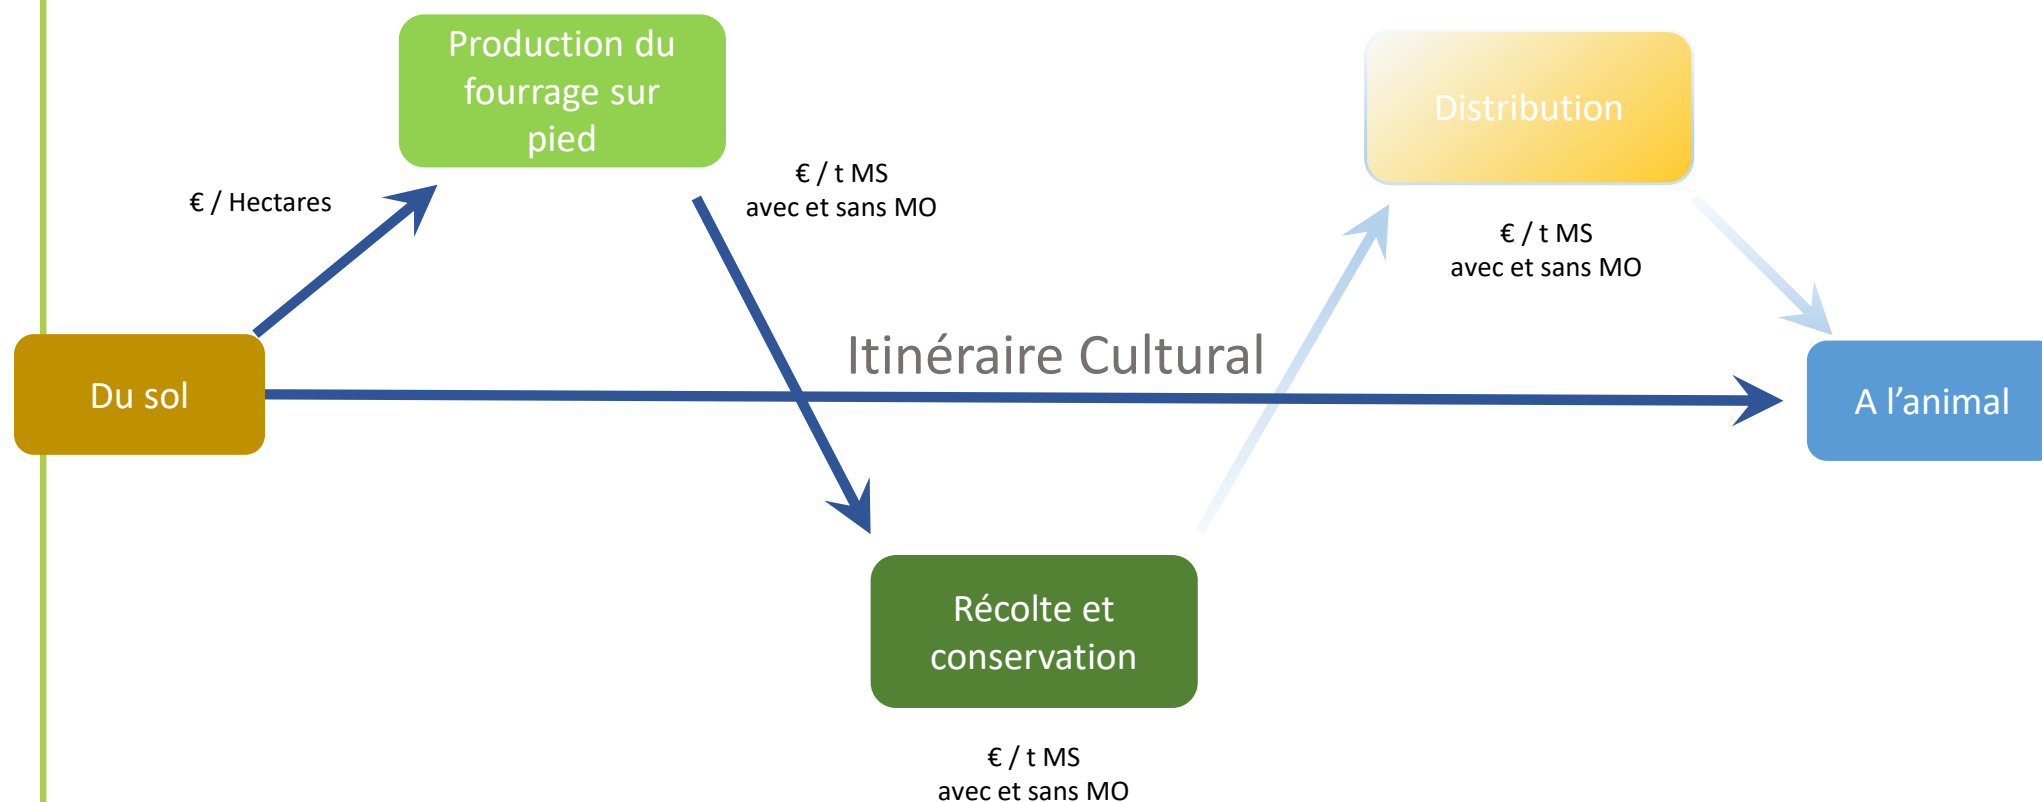 Production du
fourrage sur
pied
Distribution
€ / Hectares
€ / t MS
avec et sans MO
€ / t MS
avec et sans MO
Itinéraire Cultural
Du sol
A l’animal
Récolte et
conservation
€ / t MS
avec et sans MO